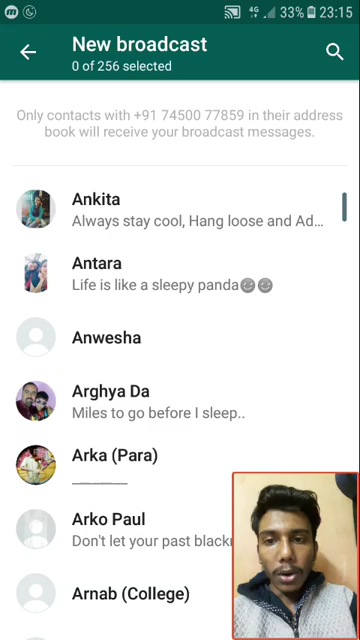 4G 33% 23:15
New broadcast
0 of 256 selected
Only contacts with +91 74500 77859 in their address
book will receive your broadcast messages.
Ankita
Always stay cool, Hang loose and Ad...
Antara
Life is like a sleepy panda
Anwesha
Arghya Da
Miles to go before I sleep..
Arka (Para)
Arko Paul
Don't let your past
Arnab (College)